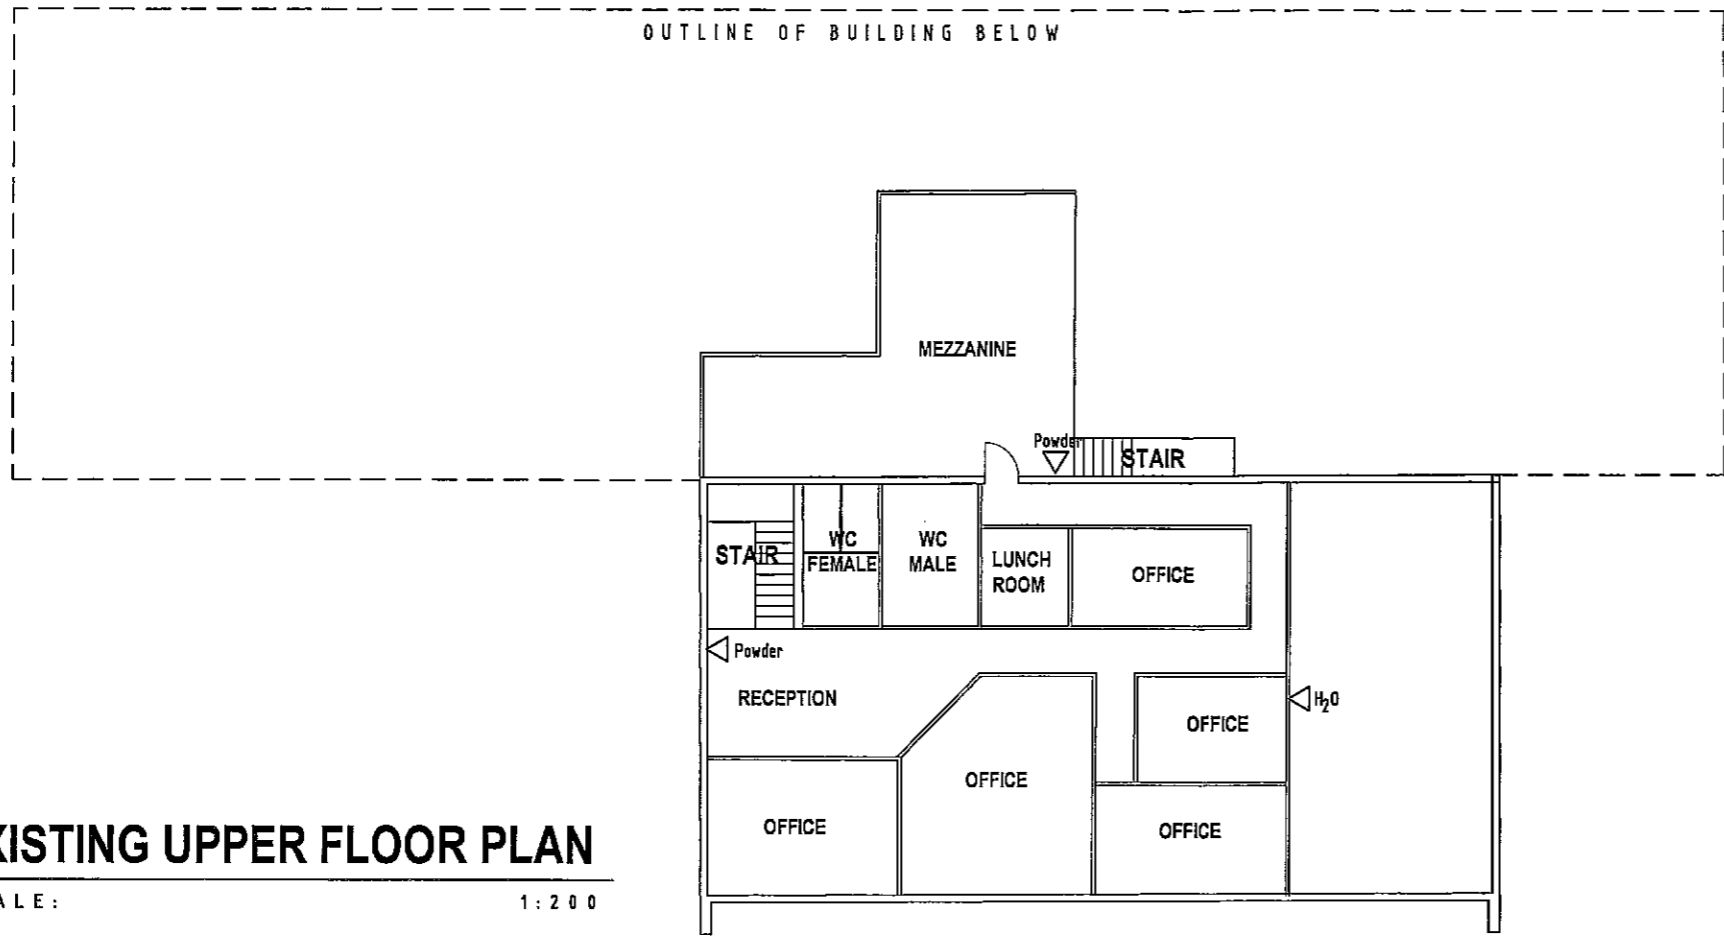 OUTLINE OF BUILDING BELOW
MEZZANINE
Powder
STAIR
STAIR
WC
FEMALE
WC
MALE
LUNCH
ROOM
OFFICE
Powder
RECEPTION
OFFICE
H₂O
OFFICE
OFFICE
OFFICE
XISTING UPPER FLOOR PLAN
ALE: 1:200